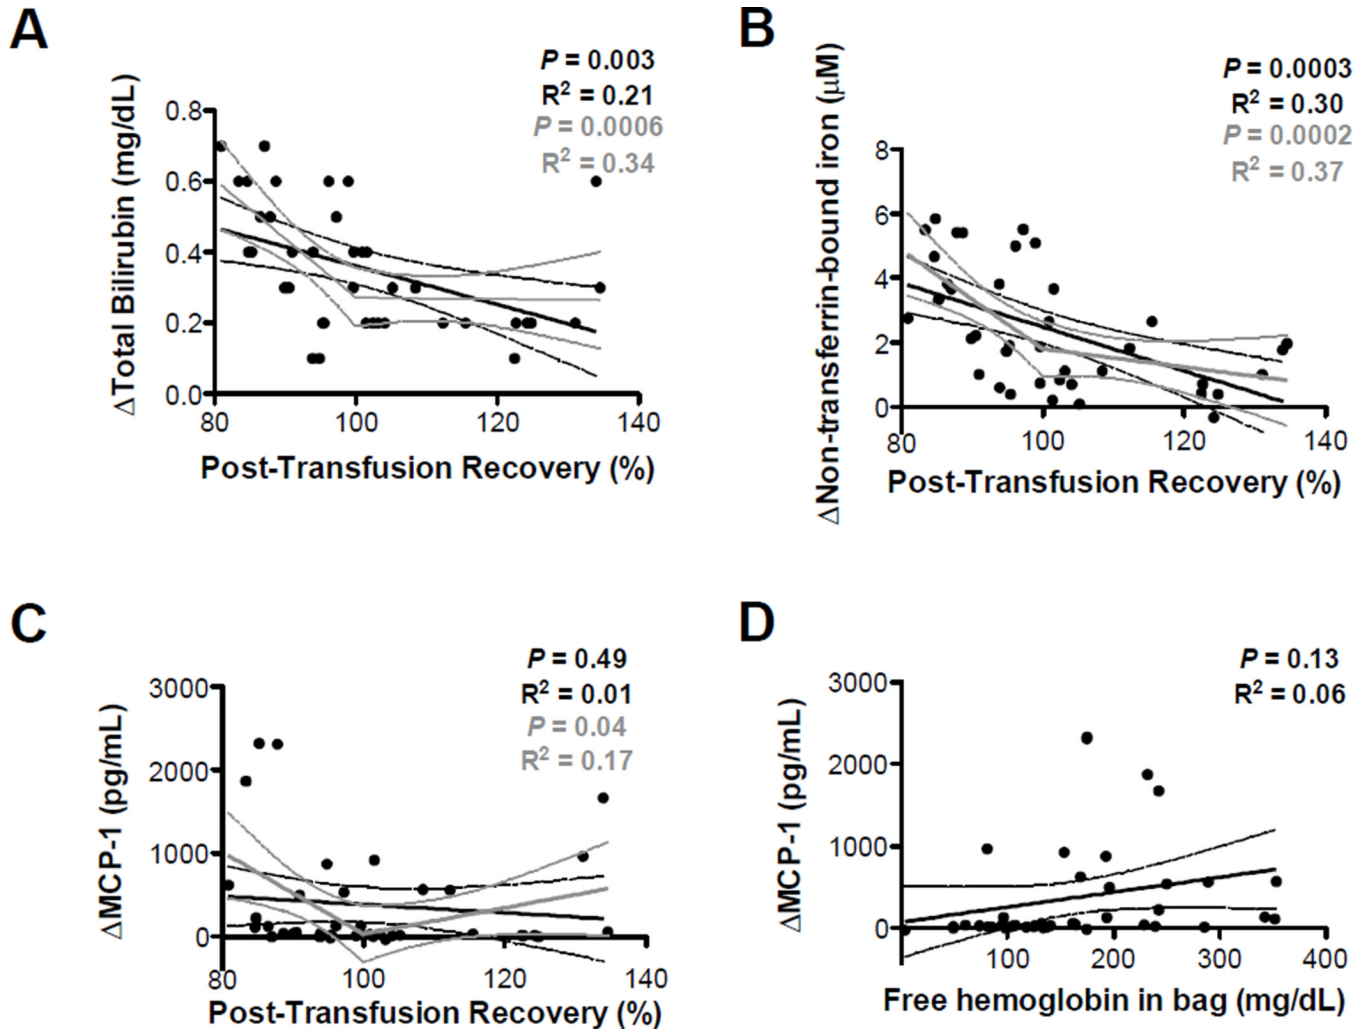 A
P = 0.003
R² = 0.21
P = 0.0006
R² = 0.34
ΔTotal Bilirubin (mg/dL)
0.8
0.6
0.4
0.2
0.0
80
100
120
140
Post-Transfusion Recovery (%)
B
P = 0.0003
R² = 0.30
P = 0.0002
R² = 0.37
ΔNon-transferrin-bound iron (μM)
8
6
4
2
0
80
100
120
140
Post-Transfusion Recovery (%)
C
P = 0.49
R² = 0.01
P = 0.04
R² = 0.17
ΔMCP-1 (pg/mL)
3000
2000
1000
0
80
100
120
140
Post-Transfusion Recovery (%)
D
P = 0.13
R² = 0.06
ΔMCP-1 (pg/mL)
3000
2000
1000
0
100
200
300
400
Free hemoglobin in bag (mg/dL)